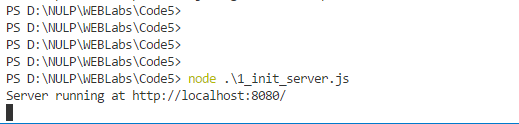 PS D:\NULP\WEBLabs\Code5>
PS D:\NULP\WEBLabs\Code5>
PS D:\NULP\WEBLabs\Code5>
PS D:\NULP\WEBLabs\Code5>
PS D:\NULP\WEBLabs\Code5> node .\1_init_server.js
Server running at http://localhost:8080/